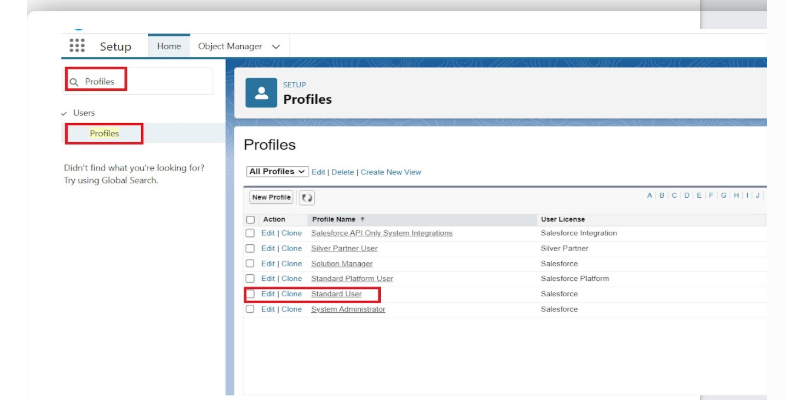 Setup Home Object Manager
Profiles
Users
Profiles
Didn't find what you're looking for?
Try using Global Search.
SETUP
Profiles
Profiles
All Profiles Edit | Delete | Create New View
New Profile A | B | C | D | E | F | G | H | I | J |
Action Profile Name User License
Edit | Clone Salesforce API Only System Integrations Salesforce Integration
Edit | Clone Silver Partner User Silver Partner
Edit | Clone Solution Manager Salesforce
Edit | Clone Standard Platform User Salesforce Platform
Edit | Clone Standard User Salesforce
Edit | Clone System Administrator Salesforce